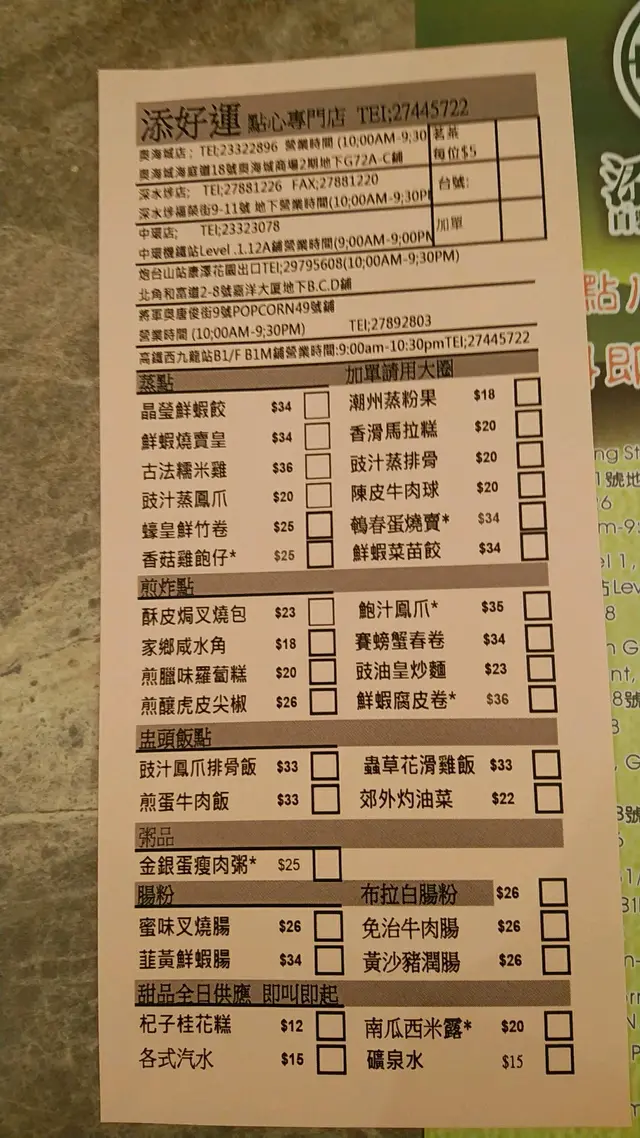 添好運 點心專門店 TEl;27445722
奧海城店; TEl;23322896 營業時間 (10;00AM-9;30
奧海城海庭道18號奧海城商場2期地下G72A-C鋪
茗茶
每位$5
深水埗店; TEl;27881226 FAX;27881220
深水埗福榮街9-11號 地下營業時間(10;00AM-9;30PM
台號:
中環店; TEl;23323078
中環機鐵站Level .1.12A鋪營業時間(9;00AM-9;00PM
加單
炮台山站康澤花園出口TEl;29795608(10;00AM-9;30PM)
北角和富道2-8號嘉洋大廈地下B.C.D鋪
將軍奧唐俊街9號POPCORN49號鋪
營業時間 (10;00AM-9;30PM) TEl;27892803
高鐵西九龍站B1/F B1M鋪營業時間:9:00am-10:30pmTEl;27445722
蒸點 加單請用大圈
晶瑩鮮蝦餃 $34 潮州蒸粉果 $18
鮮蝦燒賣皇 $34 香滑馬拉糕 $20
古法糯米雞 $36 豉汁蒸排骨 $20
豉汁蒸鳳爪 $20 陳皮牛肉球 $20
蠔皇鮮竹卷 $25 鵪春蛋燒賣* $34
香菇雞飽仔* $25 鮮蝦菜苗餃 $34
煎炸點
酥皮焗叉燒包 $23 鮑汁鳳爪* $35
家鄉咸水角 $18 賽螃蟹春卷 $34
煎臘味羅蔔糕 $20 豉油皇炒麵 $23
煎釀虎皮尖椒 $26 鮮蝦腐皮卷* $36
盅頭飯點
豉汁鳳爪排骨飯 $33 蟲草花滑雞飯 $33
煎蛋牛肉飯 $33 郊外灼油菜 $22
粥品
金銀蛋瘦肉粥* $25
腸粉 布拉白腸粉 $26
蜜味叉燒腸 $26 免治牛肉腸 $26
韮黃鮮蝦腸 $34 黃沙豬潤腸 $26
甜品全日供應 即叫即起
杞子桂花糕 $12 南瓜西米露* $20
各式汽水 $15 礦泉水 $15